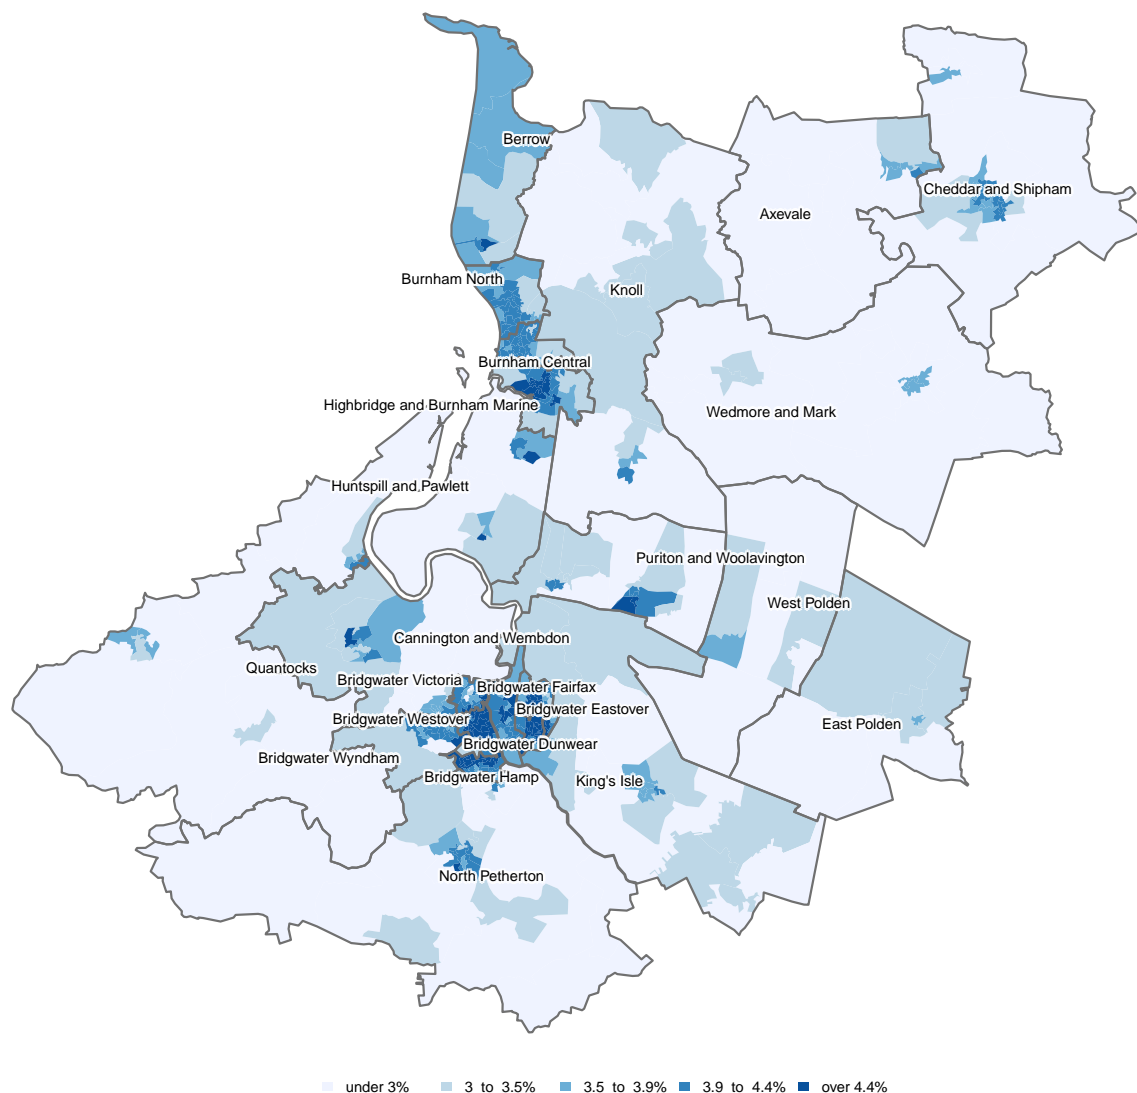 Berrow
Cheddar and Shipham
Axevale
Burnham North
Knoll
Burnham Central
Highbridge and Burnham Marine
Wedmore and Mark
Huntspill and Pawlett
Puriton and Woolavington
West Polden
Cannington and Wembdon
Quantocks
Bridgwater Victoria
Bridgwater Fairfax
Bridgwater Eastover
Bridgwater Westover
East Polden
Bridgwater Dunwear
Bridgwater Wyndham
Bridgwater Hamp
King's Isle
North Petherton
under 3% 3 to 3.5% 3.5 to 3.9% 3.9 to 4.4% over 4.4%